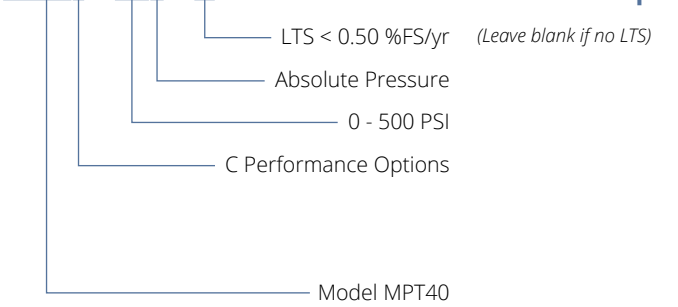 LTS < 0.50 %FS/yr (Leave blank if no LTS)
Absolute Pressure
0 - 500 PSI
C Performance Options
Model MPT40